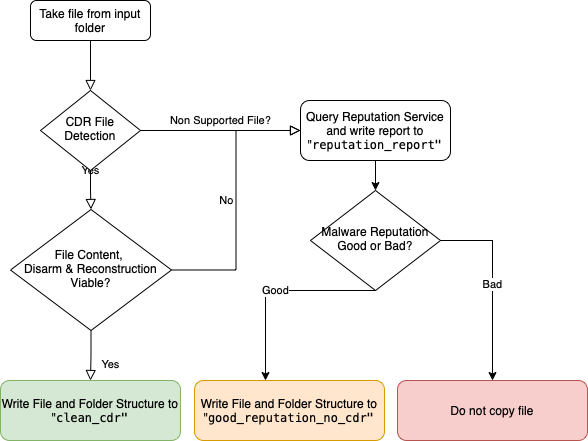 Take file from input
folder
CDR File
Detection
Non Supported File?
Query Reputation Service
and write report to
"reputation_report"
Yes
No
File Content,
Disarm & Reconstruction
Viable?
Malware Reputation
Good or Bad?
Good
Bad
Yes
Write File and Folder Structure to
"clean_cdr"
Write File and Folder Structure to
"good_reputation_no_cdr"
Do not copy file